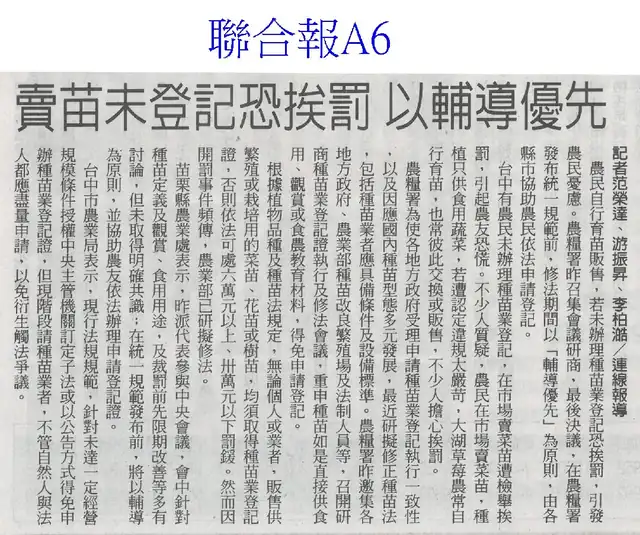 聯合報A6
賣苗未登記恐挨罰 以輔導優先
記者范榮達、游振昇、李柏澔／連線報導
農民自行育苗販售，若未辦理種苗業登記恐挨罰，引發
農民憂慮。農糧署昨召集會議研商，最後決議，在農糧署
發布統一規範前，修法期間以「輔導優先」為原則，由各
縣市協助農民依法申請登記。
台中有農民未辦理種苗業登記，在市場賣菜苗遭檢舉挨
罰，引起農友恐慌。不少人質疑，農民在市場賣菜苗，種
植只供食用蔬菜，若遭認定違規太嚴苛，大湖草莓農常自
行育苗，也常彼此交換或販售，不少人擔心挨罰。
農糧署為使各地方政府受理申請種苗業登記執行一致性
、以及因應國內種苗型態多元發展，最近研擬修正種苗法
，包括種苗業者應具備條件及設備標準。農糧署昨邀集各
地方政府、農業部種苗改良繁殖場及法制人員等，召開研
商種苗業登記證執行及修法會議，重申種苗如是直接供食
用、觀賞或食農教育材料，得免申請登記。
根據植物品種及種苗法規定，無論個人或業者，販售供
繁殖或栽培用的菜苗、花苗或樹苗，均須取得種苗業登記
證，否則依法可處六萬元以上、卅萬元以下罰鍰。然而因
開罰事件頻傳，農業部已研擬修法。
苗栗縣農業處表示，昨派代表參與中央會議，會中針對
種苗定義及觀賞、食用用途，及裁罰前先限期改善等多有
討論，但未取得明確共識；在統一規範發布前，將以輔導
為原則，並協助農友依法辦理申請登記證。
台中市農業局表示，現行法規規範，針對未達一定經營
規模條件授權中央主管機關訂定子法或以公告方式得免申
辦種苗業登記證，但現階段請種苗業者，不管自然人與法
人都應盡量申請，以免衍生觸法爭議。